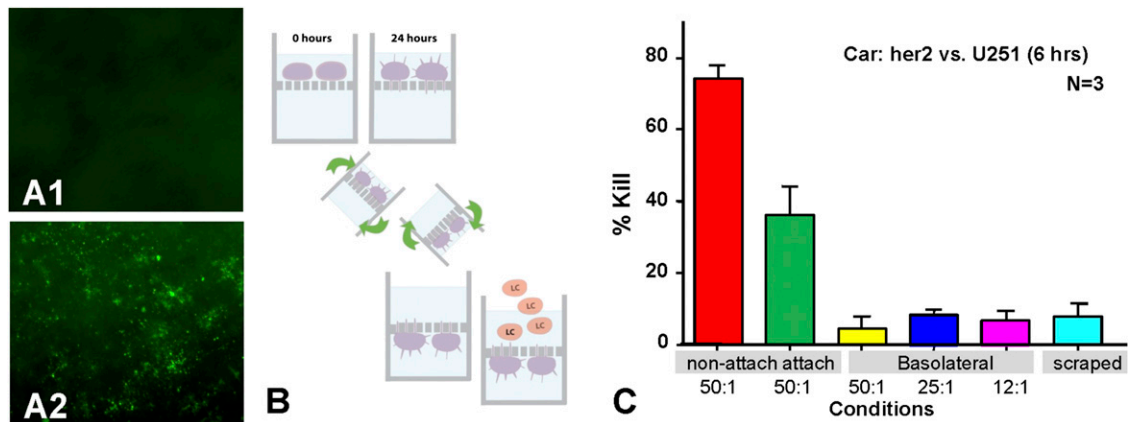 A1
A2
0 hours 24 hours
LC
LC
LC
LC
LC
B
Car: her2 vs. U251 (6 hrs)
N=3
% Kill
80
60
40
20
0
non-attach attach Basolateral scraped
50:1 50:1 50:1 25:1 12:1
Conditions
C